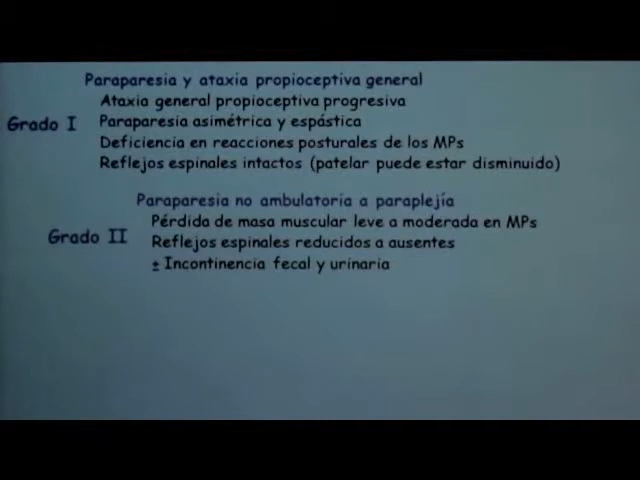 Paraparesia y ataxia propioceptiva general
Ataxia general propioceptiva progresiva
Grado I
Paraparesia asimétrica y espástica
Deficiencia en reacciones posturales de los MPs
Reflejos espinales intactos (patelar puede estar disminuido)
Paraparesia no ambulatoria a paraplejía
Pérdida de masa muscular leve a moderada en MPs
Grado II
Reflejos espinales reducidos a ausentes
± Incontinencia fecal y urinaria